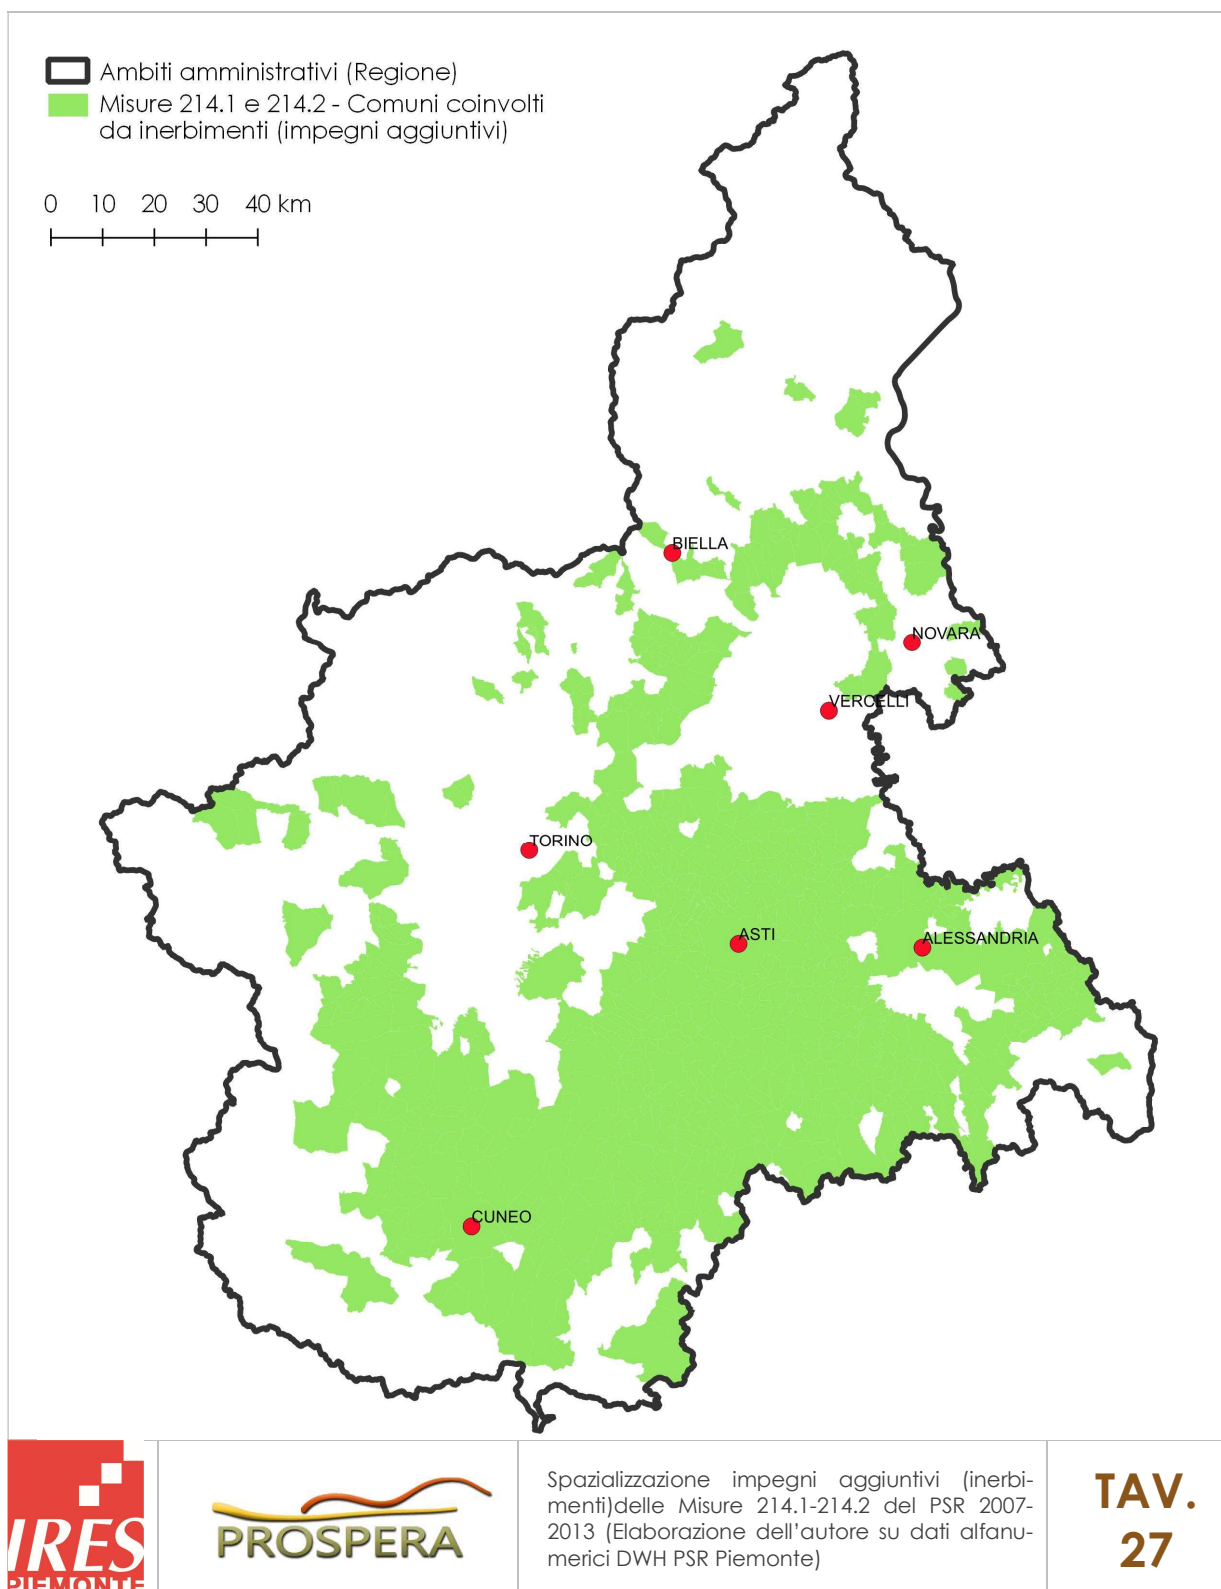 Ambiti amministrativi (Regione)
Misure 214.1 e 214.2 - Comuni coinvolti
da inerbimenti (impegni aggiuntivi)
0 10 20 30 40 km
BIELLA
NOVARA
VERCELLI
TORINO
ASTI
ALESSANDRIA
CUNEO
IRES
PIEMONTE
PROSPERA
Spazializzazione impegni aggiuntivi (inerbi-
menti)delle Misure 214.1-214.2 del PSR 2007-
2013 (Elaborazione dell'autore su dati alfanu-
merici DWH PSR Piemonte)
TAV.
27